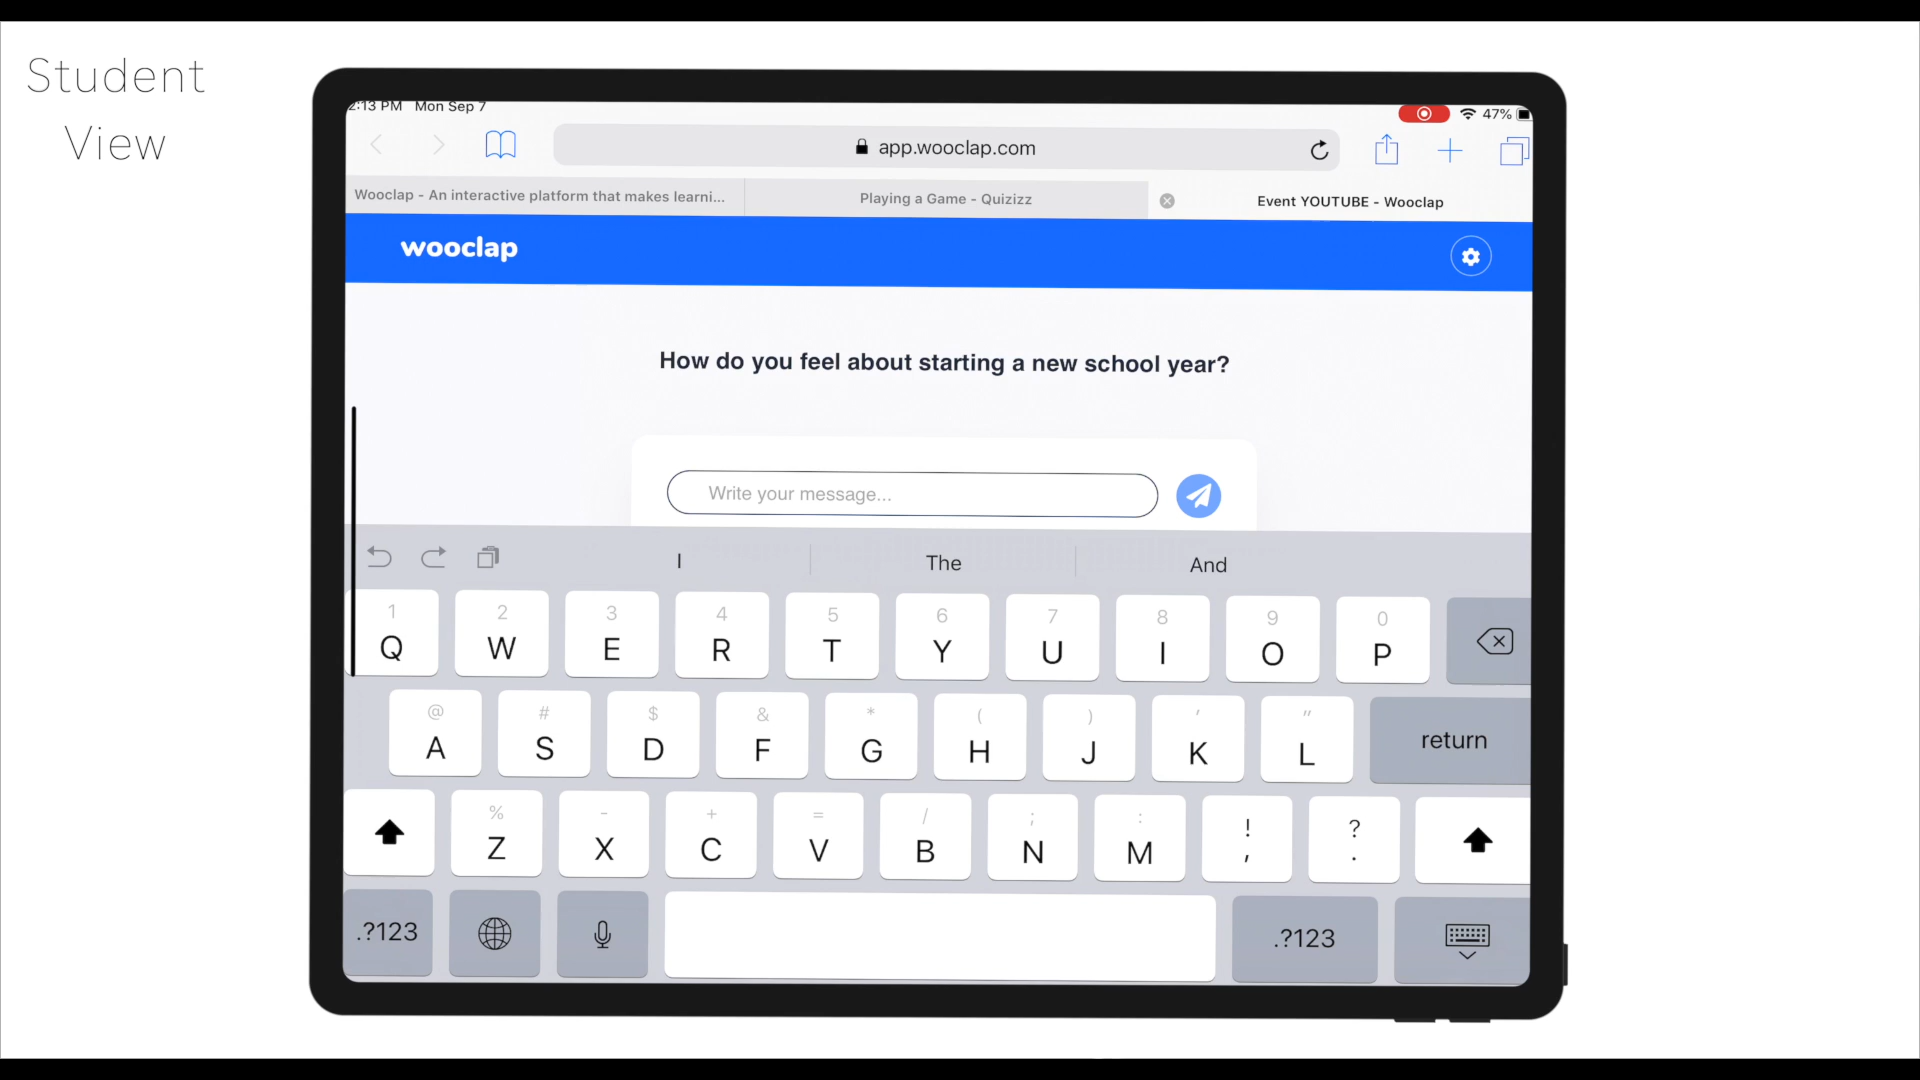 Student
View
2:13 PM Mon Sep 7
47%
app.wooclap.com
Wooclap - An interactive platform that makes learni...
Playing a Game - Quizizz
Event YOUTUBE - Wooclap
wooclap
How do you feel about starting a new school year?
Write your message...
I The And
1 2 3 4 5 6 7 8 9 0
Q W E R T Y U I O P
@ # $ & * ( ) ' "
A S D F G H J K L return
% - + = / ; : ! ?
Z X C V B N M , .
.?123 .?123